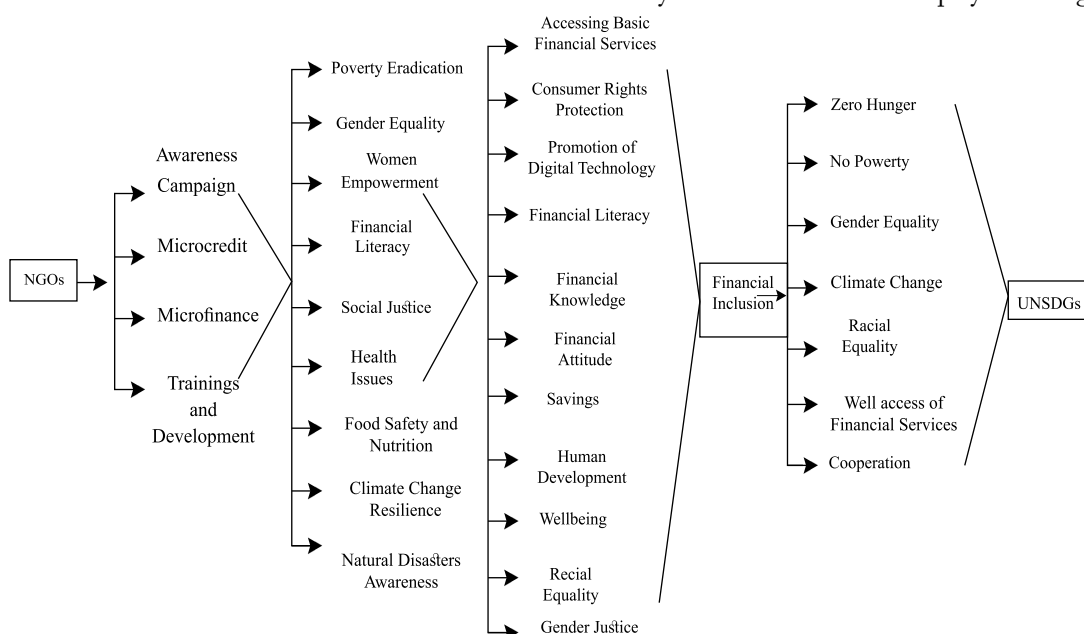 NGOs
Awareness
Campaign
Microcredit
Microfinance
Trainings
and
Development
Poverty Eradication
Gender Equality
Women
Empowerment
Financial
Literacy
Social Justice
Health
Issues
Food Safety and
Nutrition
Climate Change
Resilience
Natural Disasters
Awareness
Accessing Basic
Financial Services
Consumer Rights
Protection
Promotion of
Digital Technology
Financial Literacy
Financial
Knowledge
Financial
Attitude
Savings
Human
Development
Wellbeing
Recial
Equality
Gender Justice
Financial
Inclusion
Zero Hunger
No Powerty
Gender Equality
Climate Change
Racial
Equality
Well access of
Financial Services
Cooperation
UNSDGs